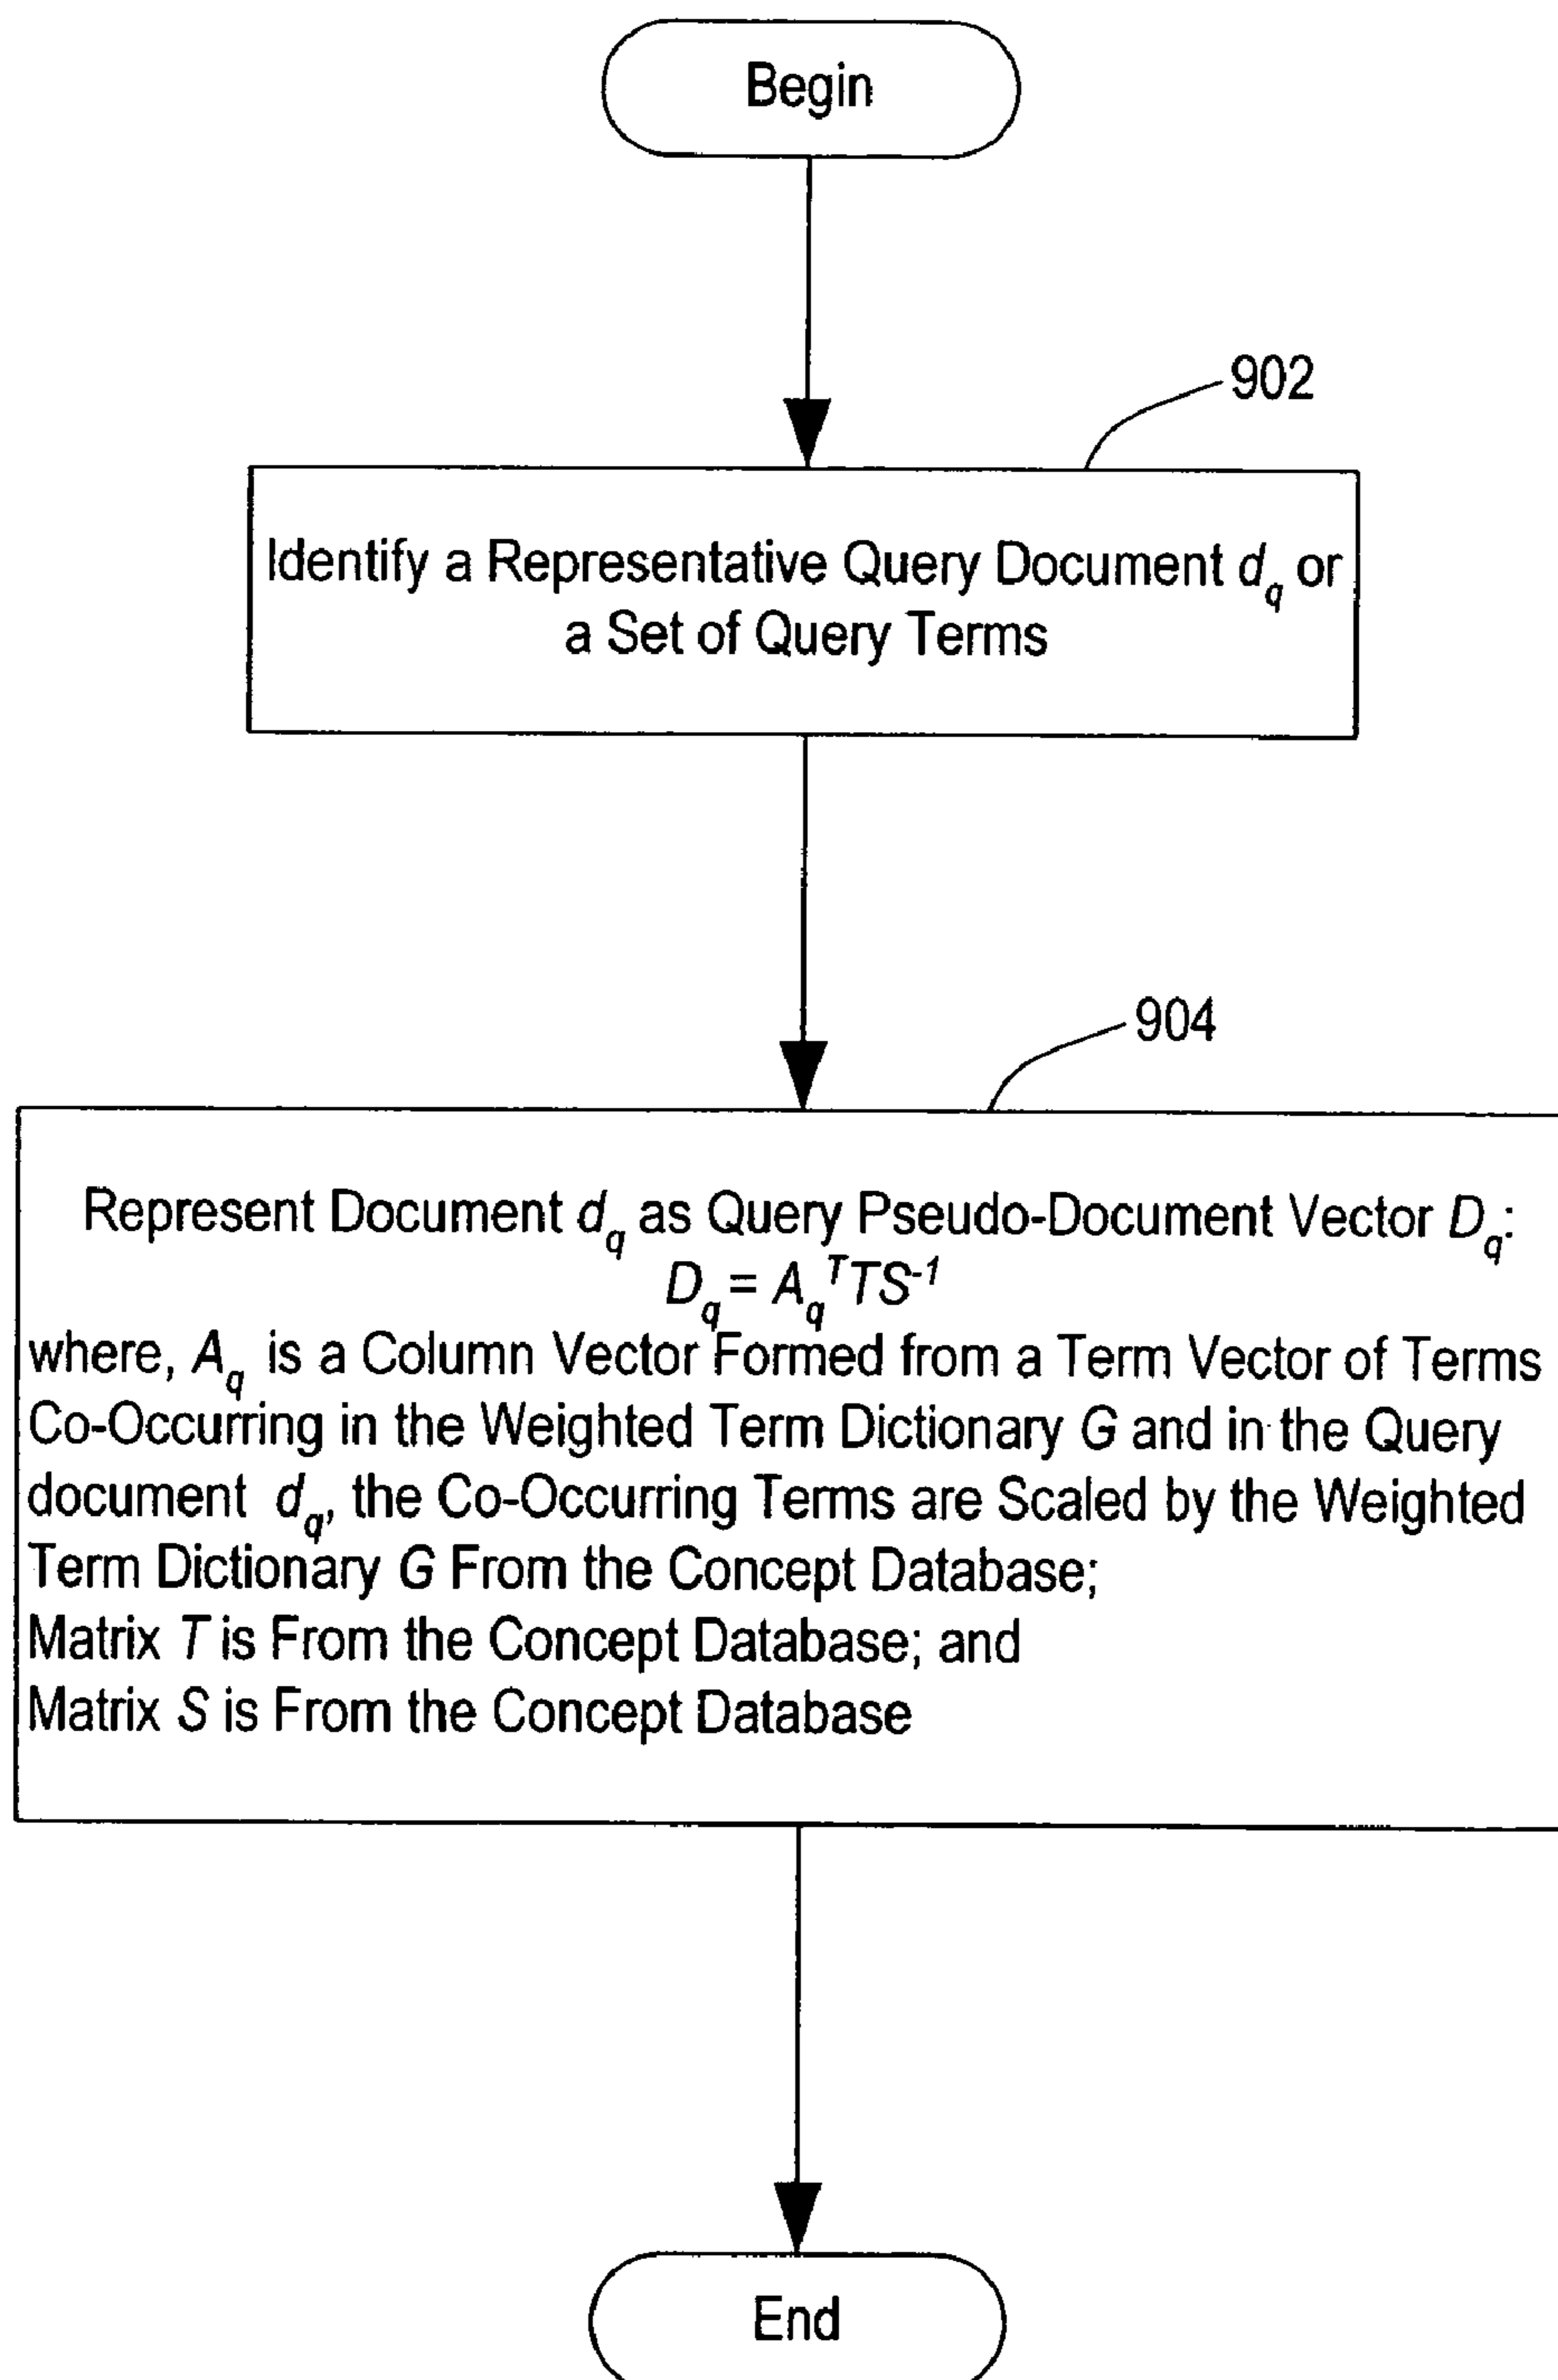 Begin
902
Identify a Representative Query Document d_q or
a Set of Query Terms
904
Represent Document d_q as Query Pseudo-Document Vector D_q:
D_q = A_q^T TS^-1
where, A_q is a Column Vector Formed from a Term Vector of Terms
Co-Occurring in the Weighted Term Dictionary G and in the Query
document d_q, the Co-Occurring Terms are Scaled by the Weighted
Term Dictionary G From the Concept Database;
Matrix T is From the Concept Database; and
Matrix S is From the Concept Database
End